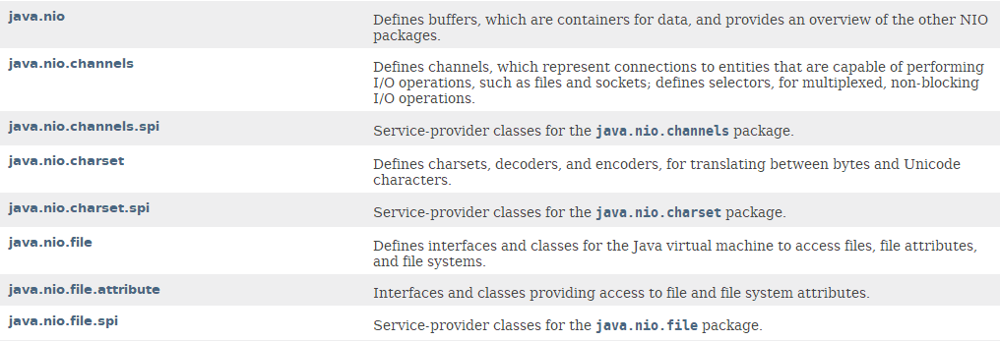 java.nio
Defines buffers, which are containers for data, and provides an overview of the other NIO
packages.
java.nio.channels
Defines channels, which represent connections to entities that are capable of performing
I/O operations, such as files and sockets; defines selectors, for multiplexed, non-blocking
I/O operations.
java.nio.channels.spi
Service-provider classes for the java.nio.channels package.
java.nio.charset
Defines charsets, decoders, and encoders, for translating between bytes and Unicode
characters.
java.nio.charset.spi
Service-provider classes for the java.nio.charset package.
java.nio.file
Defines interfaces and classes for the Java virtual machine to access files, file attributes,
and file systems.
java.nio.file.attribute
Interfaces and classes providing access to file and file system attributes.
java.nio.file.spi
Service-provider classes for the java.nio.file package.